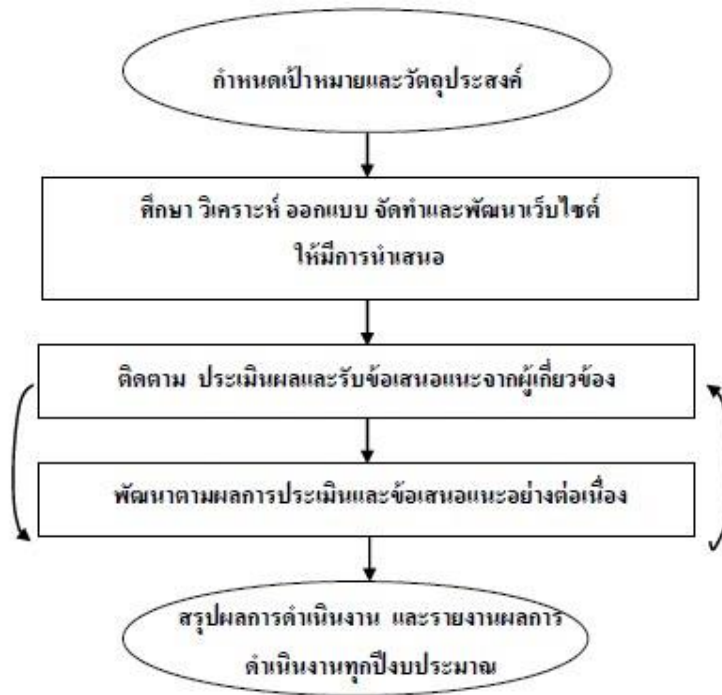 กำหนดเป้าหมายและวัตถุประสงค์
ศึกษา วิเคราะห์ ออกแบบ จัดทำและพัฒนาเว็บไซต์
ให้มีการนำเสนอ
ติดตาม ประเมินผลและรับข้อเสนอแนะจากผู้เกี่ยวข้อง
พัฒนาตามผลการประเมินและข้อเสนอแนะอย่างต่อเนื่อง
สรุปผลการดำเนินงาน และรายงานผลการ
ดำเนินงานทุกปีงบประมาณ